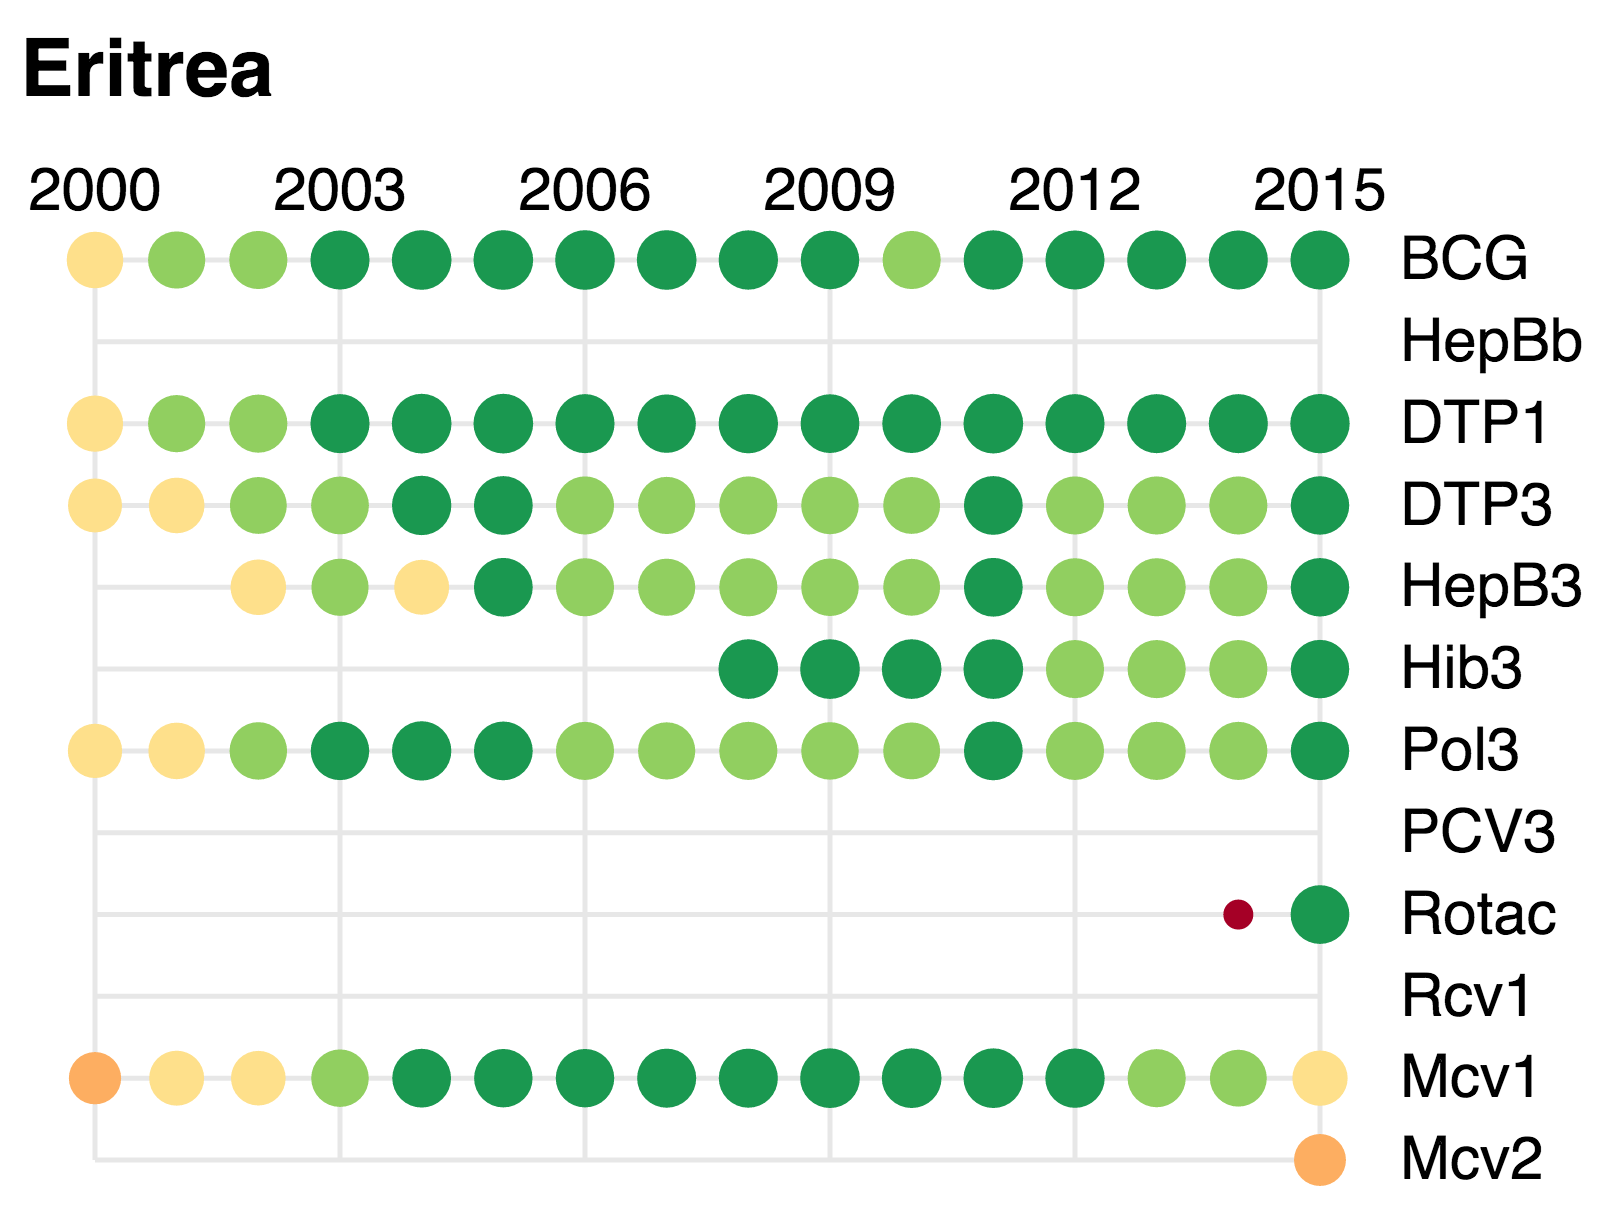 Eritrea
2000 2003 2006 2009 2012 2015
BCG
HepBb
DTP1
DTP3
HepB3
Hib3
Pol3
PCV3
Rotac
Rcv1
Mcv1
Mcv2